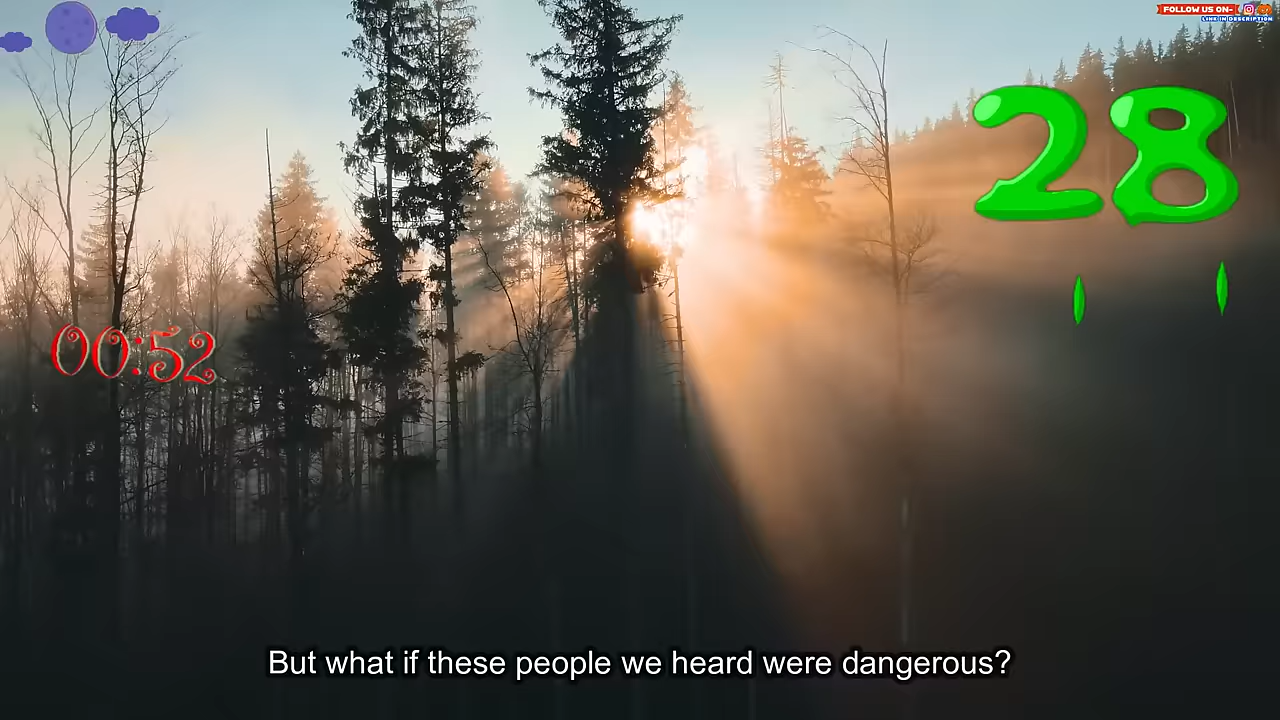 FOLLOW US ON-
LINK IN DESCRIPTION
28
00:52
But what if these people we heard were dangerous?